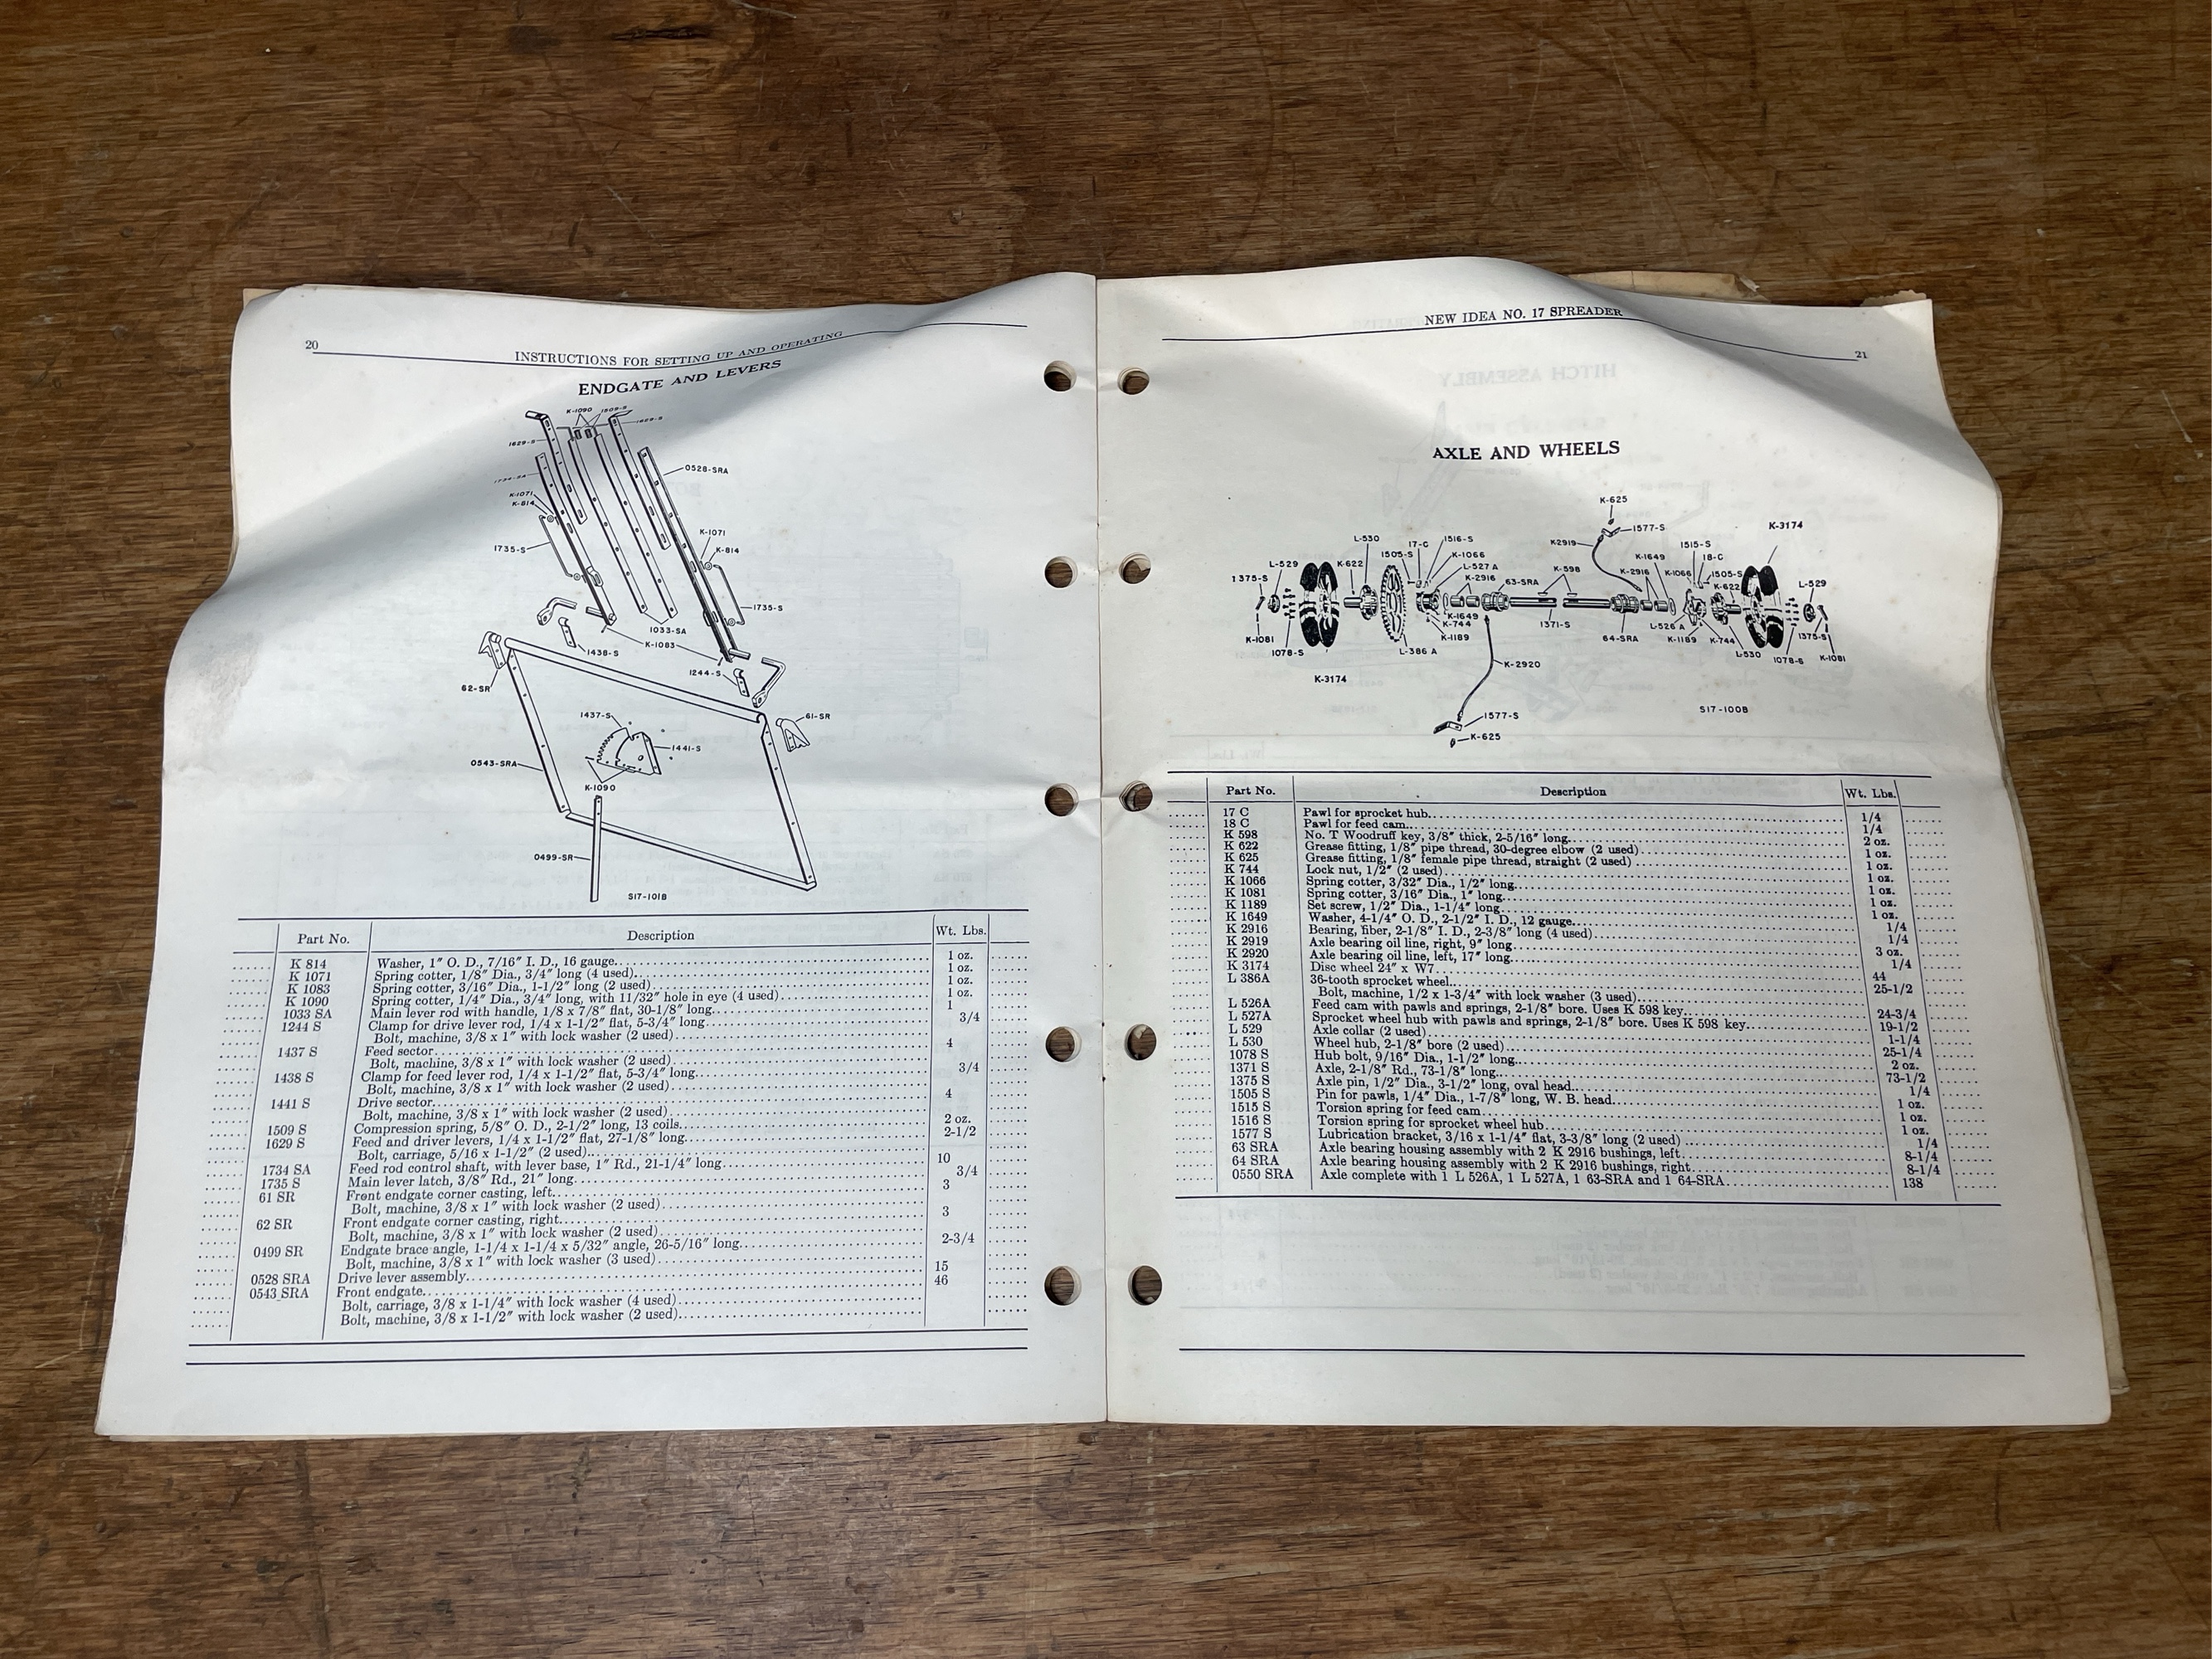 20
INSTRUCTIONS FOR SETTING UP AND OPERATING
ENDGATE AND LEVERS
K-1090 1509-S
1629-S 1629-S
1734-SA
0528-SRA
K-1071
K-814
1735-S
K-1071
K-814
1735-S
1033-SA
K-1083
1438-S
1244-S
62-SR
61-SR
1437-S
1441-S
0543-SRA
K-1090
0499-SR
S17-101B
Part No. Description Wt. Lbs.
K 814 Washer, 1″ O. D., 7/16″ I. D., 16 gauge. 1 oz.
K 1071 Spring cotter, 1/8″ Dia., 3/4″ long (4 used). 1 oz.
K 1083 Spring cotter, 3/16″ Dia., 1-1/2″ long (2 used) 1 oz.
K 1090 Spring cotter, 1/4″ Dia., 3/4″ long, with 11/32″ hole in eye (4 used) 1 oz.
1033 SA Main lever rod with handle, 1/8 x 7/8″ flat, 30-1/8″ long. 1
1244 S Clamp for drive lever rod, 1/4 x 1-1/2″ flat, 5-3/4″ long 3/4
Bolt, machine, 3/8 x 1″ with lock washer (2 used)
1437 S Feed sector 4
Bolt, machine, 3/8 x 1″ with lock washer (2 used)
1438 S Clamp for feed lever rod, 1/4 x 1-1/2″ flat, 5-3/4″ long. 3/4
Bolt, machine, 3/8 x 1″ with lock washer (2 used)
1441 S Drive sector 4
Bolt, machine, 3/8 x 1″ with lock washer (2 used)
1509 S Compression spring, 5/8″ O. D., 2-1/2″ long, 13 coils 2 oz.
1629 S Feed and driver levers, 1/4 x 1-1/2″ flat, 27-1/8″ long. 2-1/2
Bolt, carriage, 5/16 x 1-1/2″ (2 used)
1734 SA Feed rod control shaft, with lever base, 1″ Rd., 21-1/4″ long 10
1735 S Main lever latch, 3/8″ Rd., 21″ long 3/4
61 SR Front endgate corner casting, left 3
Bolt, machine, 3/8 x 1″ with lock washer (2 used)
62 SR Front endgate corner casting, right 3
Bolt, machine, 3/8 x 1″ with lock washer (2 used)
0499 SR Endgate brace angle, 1-1/4 x 1-1/4 x 5/32″ angle, 26-5/16″ long 2-3/4
Bolt, machine, 3/8 x 1″ with lock washer (3 used)
0528 SRA Drive lever assembly 15
0543 SRA Front endgate 46
Bolt, carriage, 3/8 x 1-1/4″ with lock washer (4 used)
Bolt, machine, 3/8 x 1-1/2″ with lock washer (2 used)
NEW IDEA NO. 17 SPREADER
21
AXLE AND WHEELS
K-625
1577-S
K-3174
L-530 17-C 1516-S K-2919 1515-S
1505-S K-1066 K-1649 18-C
L-529 K-622 L-527 A K-598 K-2916 K-1066 1505-S L-529
1375-S K-2916 63-SRA K-622
K-1649
K-744 1371-S L-526 A
K-1081 K-1189 64-SRA K-1189 K-744 1375-S
1078-S L-386 A L-530 1078-S K-1081
K-2920
K-3174
1577-S S17-100B
K-625
Part No. Description Wt. Lbs.
17 C Pawl for sprocket hub 1/4
18 C Pawl for feed cam 1/4
K 598 No. T Woodruff key, 3/8″ thick, 2-5/16″ long 2 oz.
K 622 Grease fitting, 1/8″ pipe thread, 30-degree elbow (2 used) 1 oz.
K 625 Grease fitting, 1/8″ female pipe thread, straight (2 used) 1 oz.
K 744 Lock nut, 1/2″ (2 used) 1 oz.
K 1066 Spring cotter, 3/32″ Dia., 1/2″ long 1 oz.
K 1081 Spring cotter, 3/16″ Dia., 1″ long 1 oz.
K 1189 Set screw, 1/2″ Dia., 1-1/4″ long 1 oz.
K 1649 Washer, 4-1/4″ O. D., 2-1/2″ I. D., 12 gauge 1/4
K 2916 Bearing, fiber, 2-1/8″ I. D., 2-3/8″ long (4 used) 1/4
K 2919 Axle bearing oil line, right, 9″ long 3 oz.
K 2920 Axle bearing oil line, left, 17″ long 1/4
K 3174 Disc wheel 24″ x W7 44
L 386A 36-tooth sprocket wheel 25-1/2
Bolt, machine, 1/2 x 1-3/4″ with lock washer (3 used)
L 526A Feed cam with pawls and springs, 2-1/8″ bore. Uses K 598 key 24-3/4
L 527A Sprocket wheel hub with pawls and springs, 2-1/8″ bore. Uses K 598 key 19-1/2
L 529 Axle collar (2 used) 1-1/4
L 530 Wheel hub, 2-1/8″ bore (2 used) 25-1/4
1078 S Hub bolt, 9/16″ Dia., 1-1/2″ long 2 oz.
1371 S Axle, 2-1/8″ Rd., 73-1/8″ long 73-1/2
1375 S Axle pin, 1/2″ Dia., 3-1/2″ long, oval head 1/4
1505 S Pin for pawls, 1/4″ Dia., 1-7/8″ long, W. B. head 1 oz.
1515 S Torsion spring for feed cam 1 oz.
1516 S Torsion spring for sprocket wheel hub 1 oz.
1577 S Lubrication bracket, 3/16 x 1-1/4″ flat, 3-3/8″ long (2 used) 1/4
63 SRA Axle bearing housing assembly with 2 K 2916 bushings, left 8-1/4
64 SRA Axle bearing housing assembly with 2 K 2916 bushings, right 8-1/4
0550 SRA Axle complete with 1 L 526A, 1 L 527A, 1 63-SRA and 1 64-SRA 138